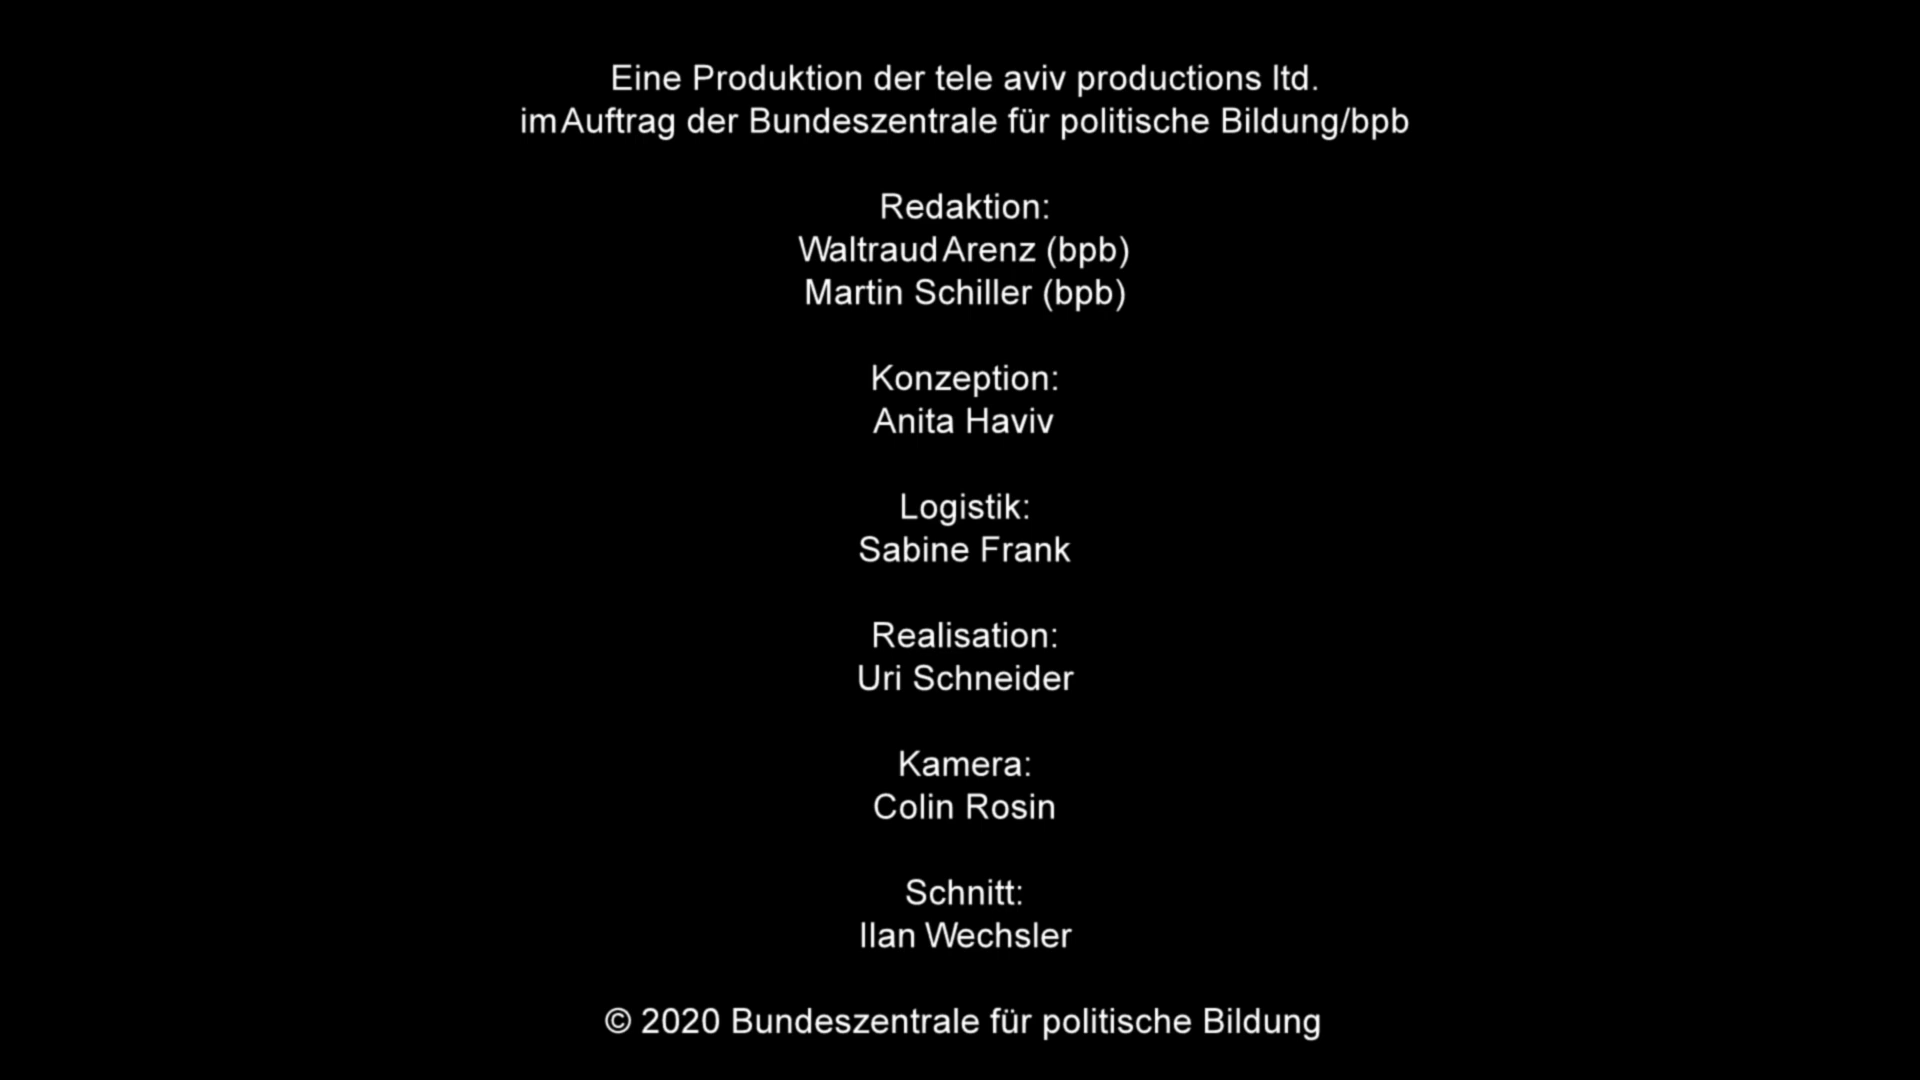 Eine Produktion der tele aviv productions ltd.
im Auftrag der Bundeszentrale für politische Bildung/bpb
Redaktion:
Waltraud Arenz (bpb)
Martin Schiller (bpb)
Konzeption:
Anita Haviv
Logistik:
Sabine Frank
Realisation:
Uri Schneider
Kamera:
Colin Rosin
Schnitt:
Ilan Wechsler
© 2020 Bundeszentrale für politische Bildung